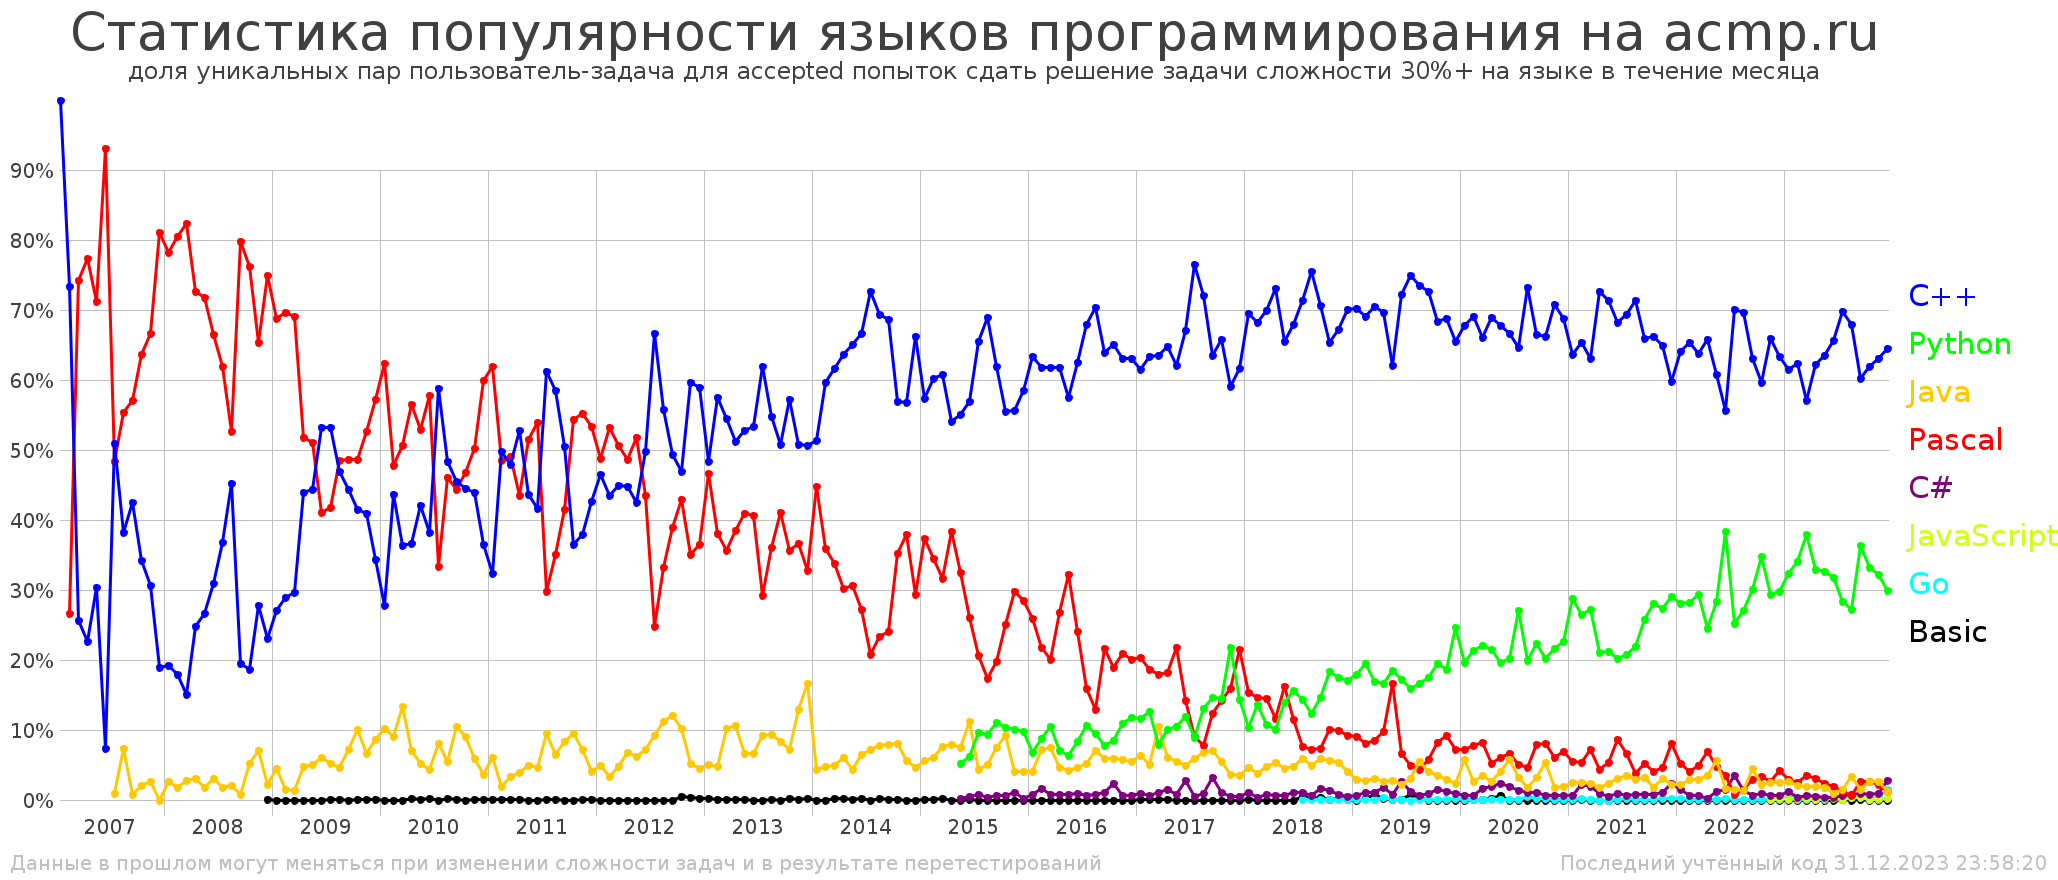 Статистика популярности языков программирования на acmp.ru
доля уникальных пар пользователь-задача для accepted попыток сдать решение задачи сложности 30%+ на языке в течение месяца
90%
80%
70%
60%
50%
40%
30%
20%
10%
0%
C++
Python
Java
Pascal
C#
JavaScript
Go
Basic
2007 2008 2009 2010 2011 2012 2013 2014 2015 2016 2017 2018 2019 2020 2021 2022 2023
Данные в прошлом могут меняться при изменении сложности задач и в результате перетестирований
Последний учтённый код 31.12.2023 23:58:20